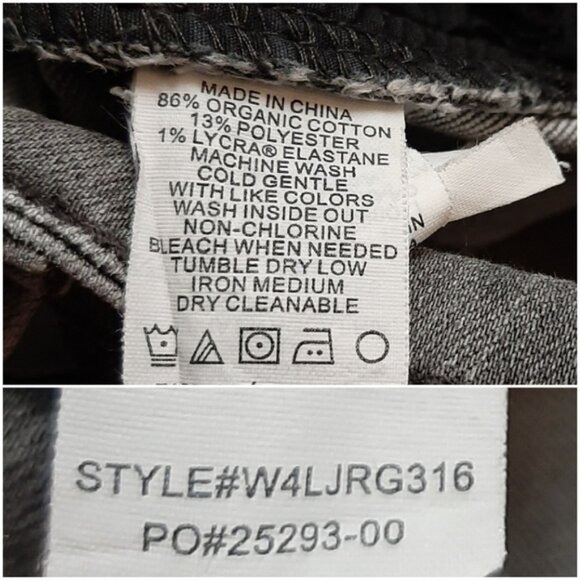 MADE IN CHINA
86% ORGANIC COTTON
13% POLYESTER
1% LYCRA® ELASTANE
MACHINE WASH
COLD GENTLE
WITH LIKE COLORS
WASH INSIDE OUT
NON-CHLORINE
BLEACH WHEN NEEDED
TUMBLE DRY LOW
IRON MEDIUM
DRY CLEANABLE
STYLE#W4LJRG316
PO#25293-00